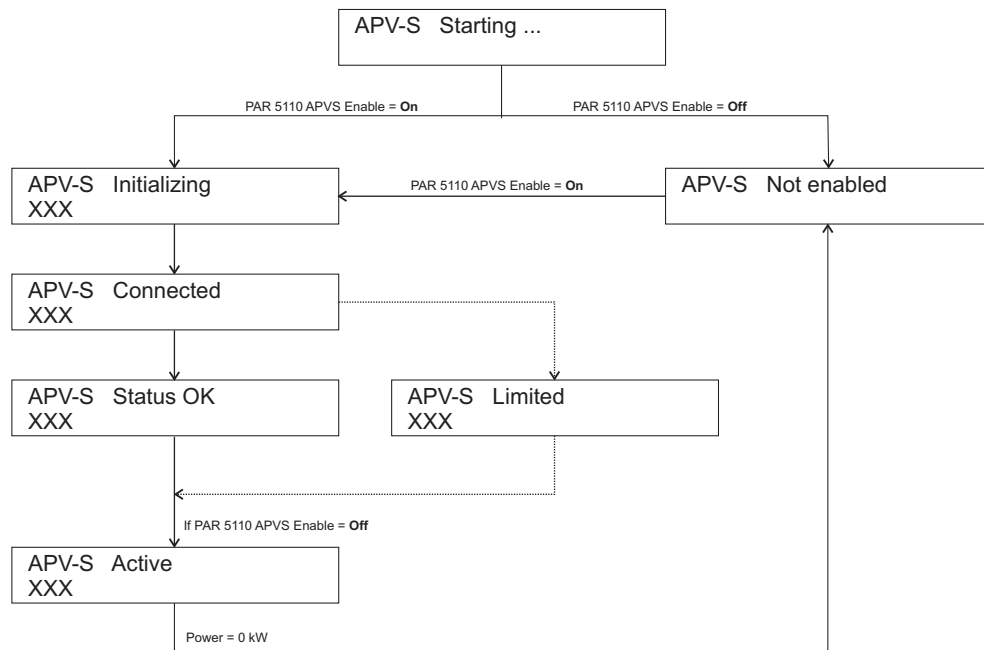 APV-S Starting ...
PAR 5110 APVS Enable = On
PAR 5110 APVS Enable = Off
APV-S Initializing
XXX
PAR 5110 APVS Enable = On
APV-S Not enabled
APV-S Connected
XXX
APV-S Status OK
XXX
APV-S Limited
XXX
If PAR 5110 APVS Enable = Off
APV-S Active
XXX
Power = 0 kW